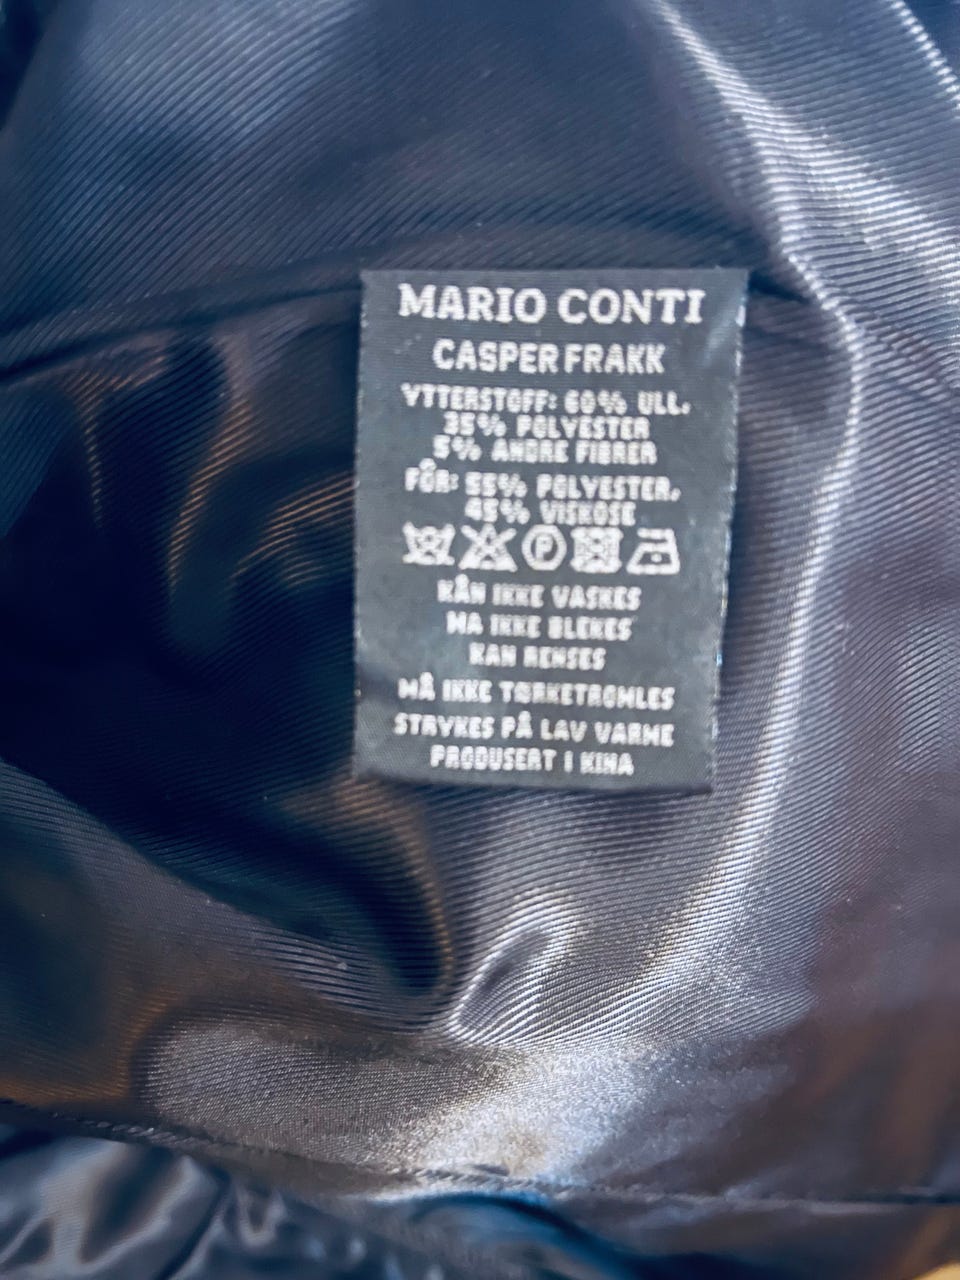 MARIO CONTI
CASPER FRAKK
YTTERSTOFF: 60% ULL,
35% POLYESTER
5% ANDRE FIBRER
FÔR: 55% POLYESTER,
45% VISKOSE
P
KAN IKKE VASKES
MÅ IKKE BLEKES
KAN RENSES
MÅ IKKE TØRKETROMLES
STRYKES PÅ LAV VARME
PRODUSERT I KINA